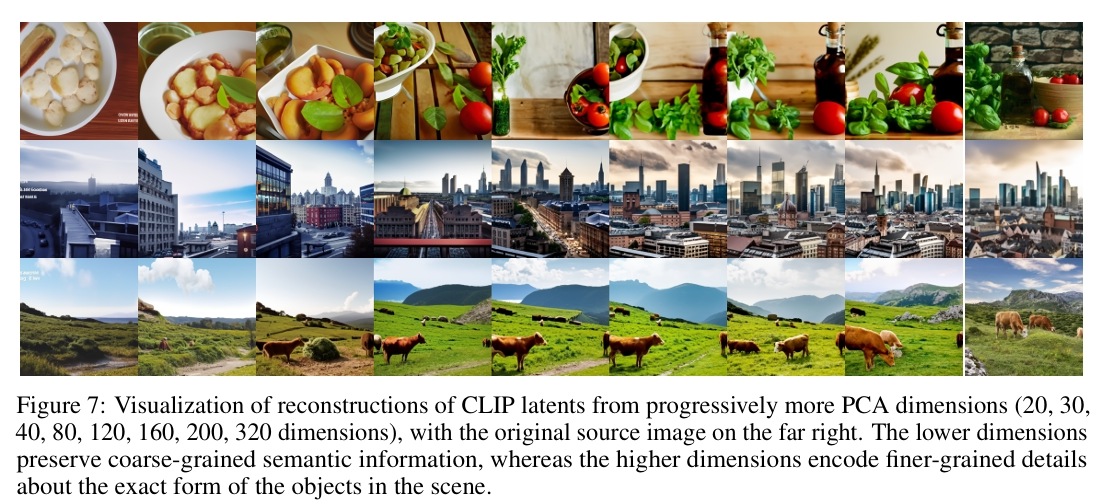 Figure 7: Visualization of reconstructions of CLIP latents from progressively more PCA dimensions (20, 30,
40, 80, 120, 160, 200, 320 dimensions), with the original source image on the far right. The lower dimensions
preserve coarse-grained semantic information, whereas the higher dimensions encode finer-grained details
about the exact form of the objects in the scene.